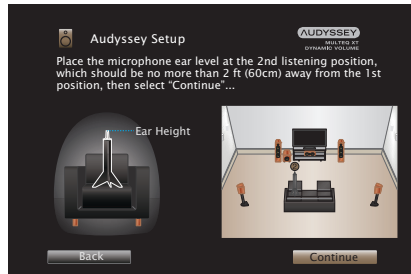 Audyssey Setup
AUDYSSEY
MULTEQ XT
DYNAMIC VOLUME
Place the microphone ear level at the 2nd listening position,
which should be no more than 2 ft (60cm) away from the 1st
position, then select "Continue"...
Ear Height
Back
Continue